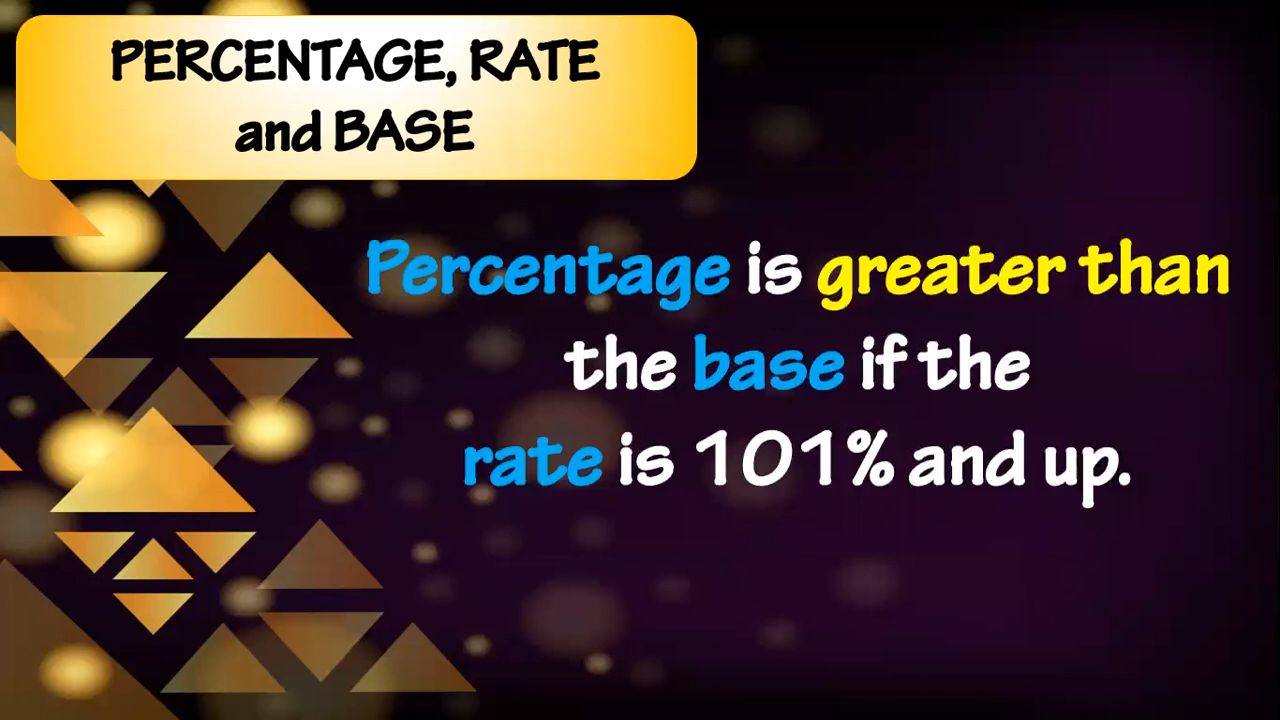 PERCENTAGE, RATE
and BASE
Percentage is greater than
the base if the
rate is 101% and up.